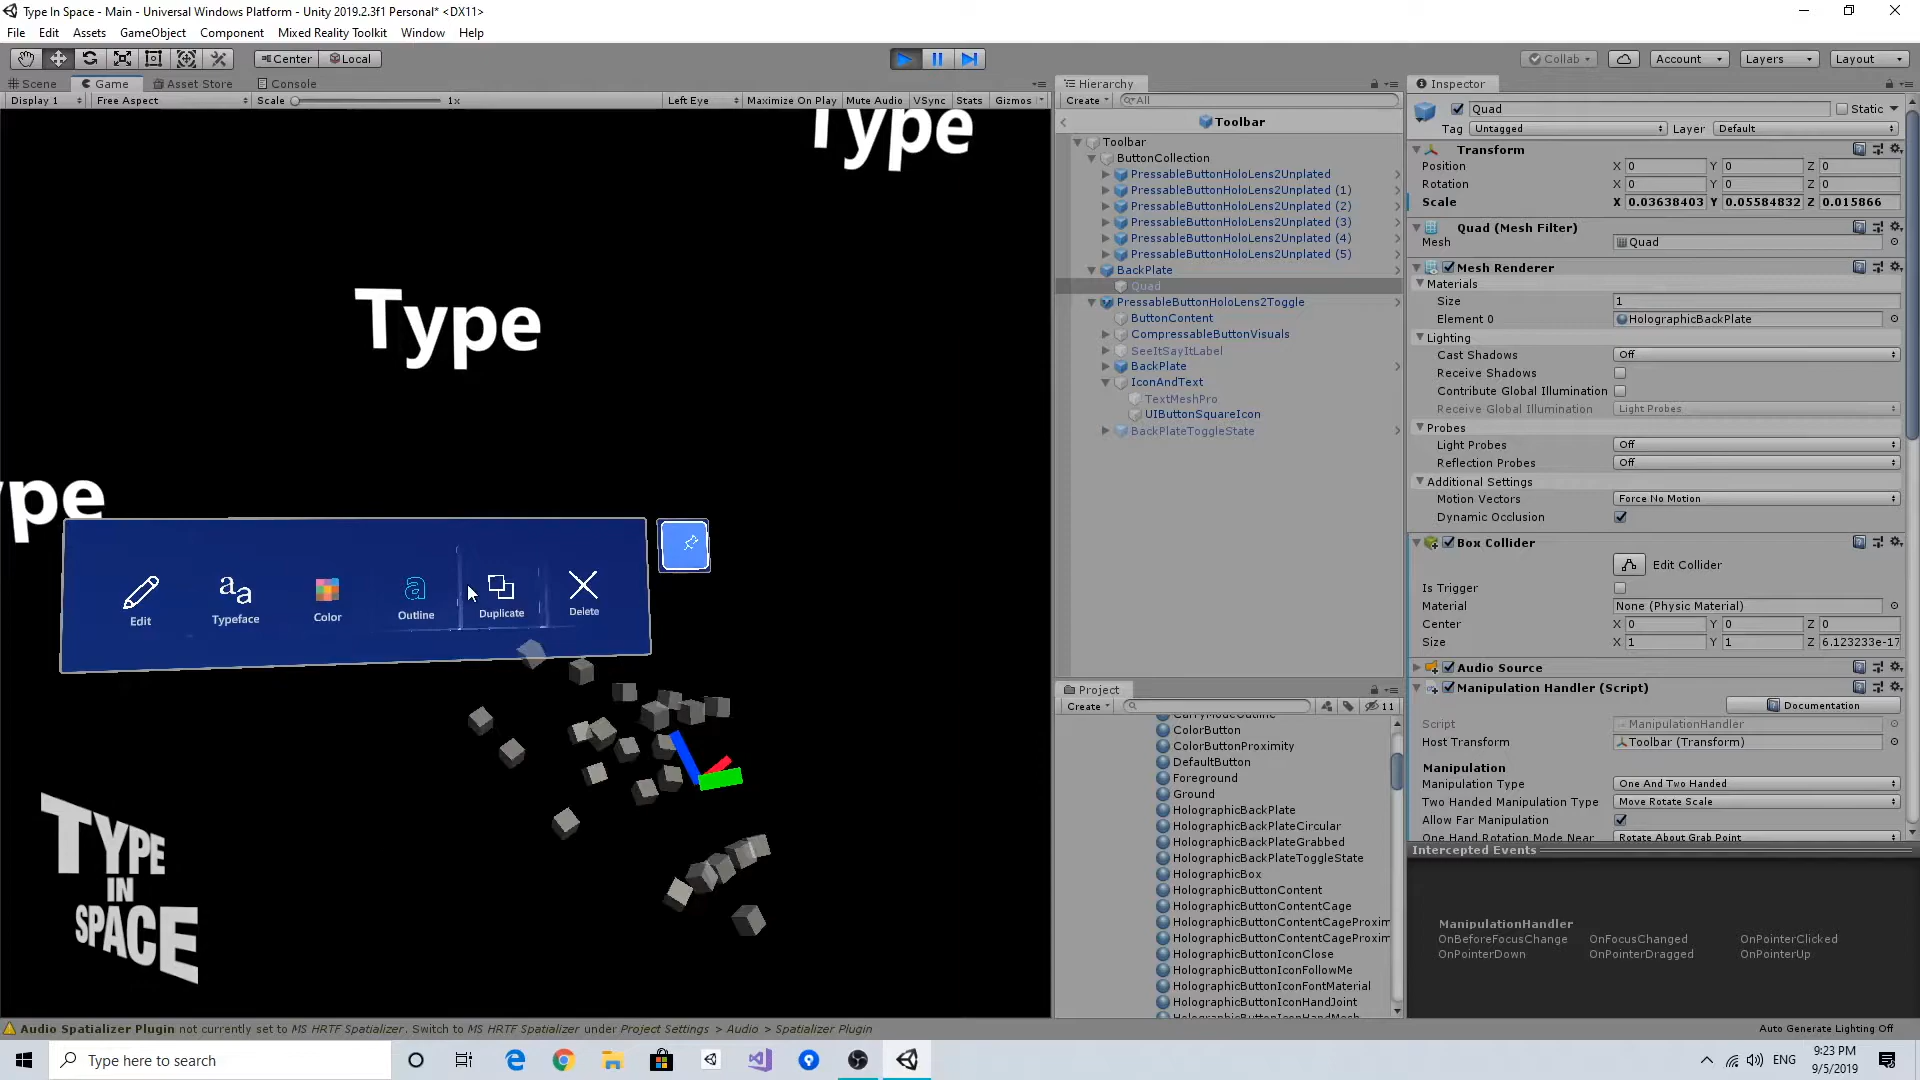 Type In Space - Main - Universal Windows Platform - Unity 2019.2.3f1 Personal* <DX11>
File Edit Assets GameObject Component Mixed Reality Toolkit Window Help
Center Local
Collab Account Layers Layout
Scene Game Asset Store Console
Display 1 Free Aspect Scale 1x Left Eye Maximize On Play Mute Audio VSync Stats Gizmos
Type
Type
ype
Edit Typeface Color Outline Duplicate Delete
TYPE
IN
SPACE
Hierarchy
Create All
Toolbar
Toolbar
ButtonCollection
PressableButtonHoloLens2Unplated
PressableButtonHoloLens2Unplated (1)
PressableButtonHoloLens2Unplated (2)
PressableButtonHoloLens2Unplated (3)
PressableButtonHoloLens2Unplated (4)
PressableButtonHoloLens2Unplated (5)
BackPlate
Quad
PressableButtonHoloLens2Toggle
ButtonContent
CompressableButtonVisuals
SeeItSayItLabel
BackPlate
IconAndText
TextMeshPro
UIButtonSquareIcon
BackPlateToggleState
Project
Create 11
ColorButton
ColorButtonProximity
DefaultButton
Foreground
Ground
HolographicBackPlate
HolographicBackPlateCircular
HolographicBackPlateGrabbed
HolographicBackPlateToggleState
HolographicBox
HolographicButtonContent
HolographicButtonContentCage
HolographicButtonContentCageProxim
HolographicButtonContentCageProxim
HolographicButtonIconClose
HolographicButtonIconFollowMe
HolographicButtonIconFontMaterial
HolographicButtonIconHandJoint
Inspector
Quad Static
Tag Untagged Layer Default
Transform
Position X 0 Y 0 Z 0
Rotation X 0 Y 0 Z 0
Scale X 0.03638403 Y 0.05584832 Z 0.015866
Quad (Mesh Filter)
Mesh Quad
Mesh Renderer
Materials
Size 1
Element 0 HolographicBackPlate
Lighting
Cast Shadows Off
Receive Shadows
Contribute Global Illumination
Receive Global Illumination Light Probes
Probes
Light Probes Off
Reflection Probes Off
Additional Settings
Motion Vectors Force No Motion
Dynamic Occlusion
Box Collider
Edit Collider
Is Trigger
Material None (Physic Material)
Center X 0 Y 0 Z 0
Size X 1 Y 1 Z 6.123233e-17
Audio Source
Manipulation Handler (Script)
Documentation
Script ManipulationHandler
Host Transform Toolbar (Transform)
Manipulation
Manipulation Type One And Two Handed
Two Handed Manipulation Type Move Rotate Scale
Allow Far Manipulation
One Hand Rotation Mode Near Rotate About Grab Point
Intercepted Events
ManipulationHandler
OnBeforeFocusChange OnFocusChanged OnPointerClicked
OnPointerDown OnPointerDragged OnPointerUp
Audio Spatializer Plugin not currently set to MS HRTF Spatializer. Switch to MS HRTF Spatializer under Project Settings > Audio > Spatializer Plugin
Auto Generate Lighting Off
Type here to search
ENG
9:23 PM
9/5/2019